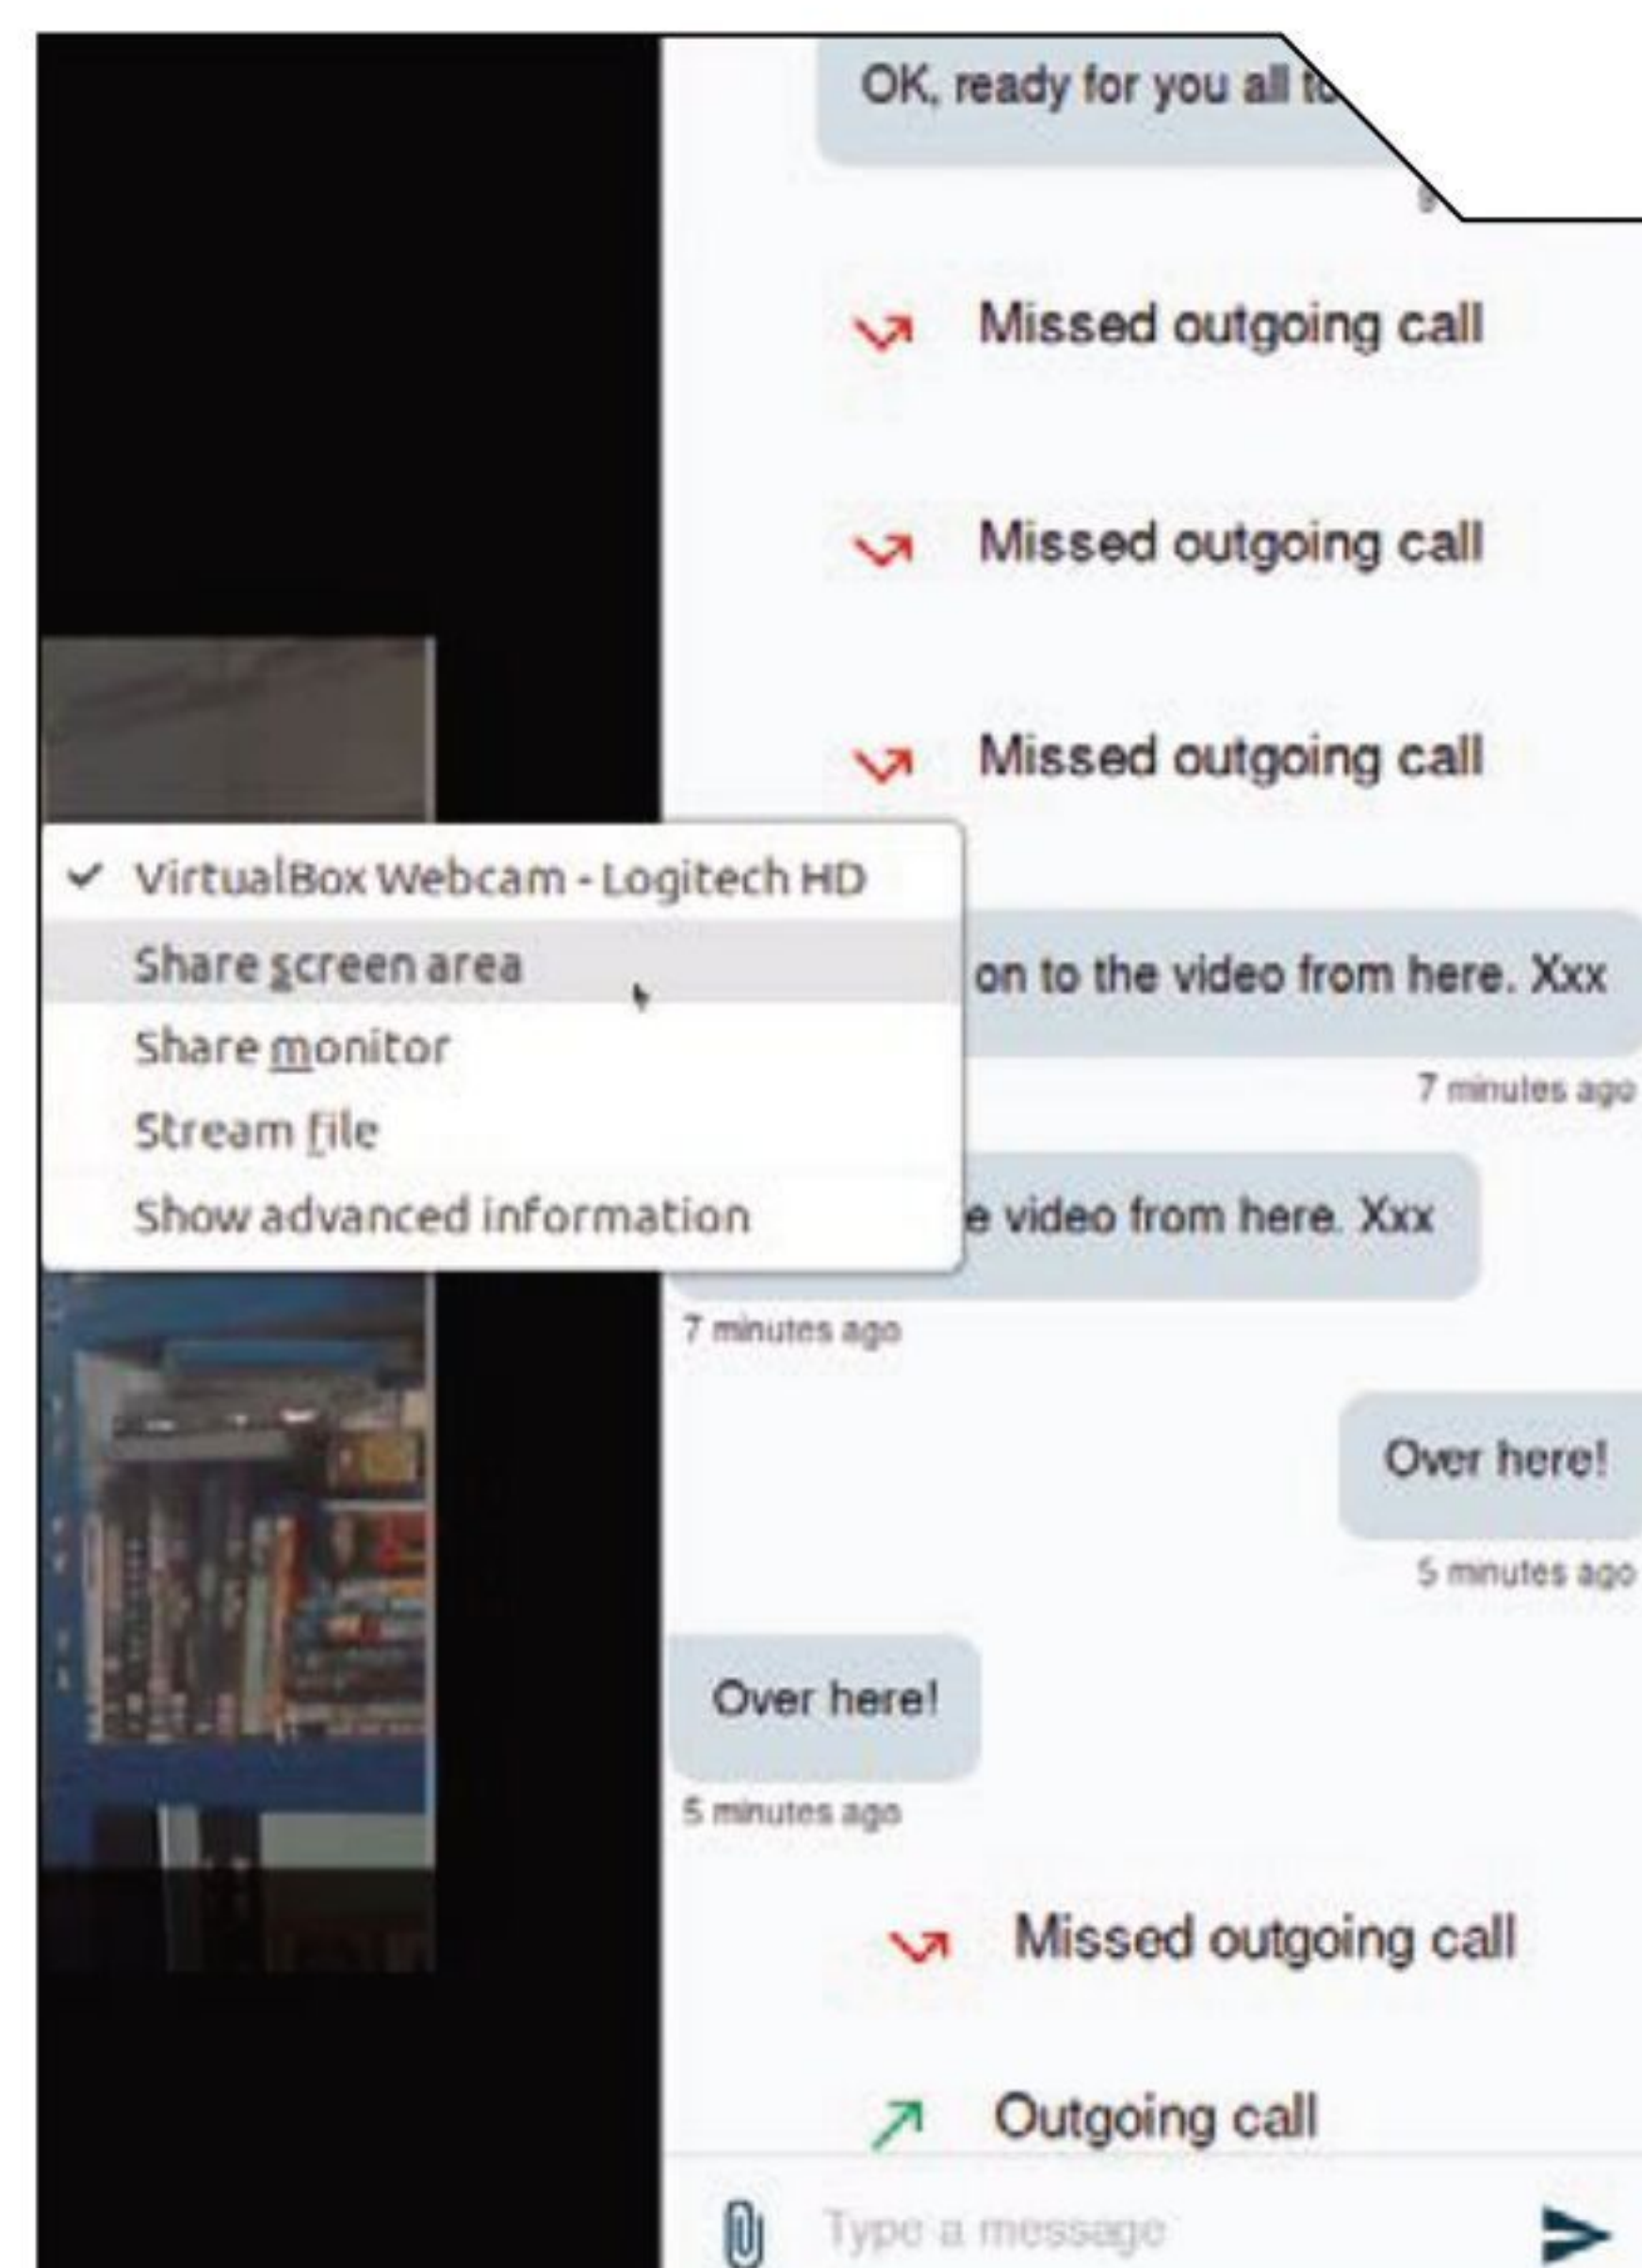 OK, ready for you all to
Missed outgoing call
Missed outgoing call
Missed outgoing call
VirtualBox Webcam - Logitech HD
Share screen area
on to the video from here. Xxx
Share monitor
7 minutes ago
Stream file
Show advanced information
e video from here. Xxx
7 minutes ago
Over here!
5 minutes ago
Over here!
5 minutes ago
Missed outgoing call
Outgoing call
Type a message